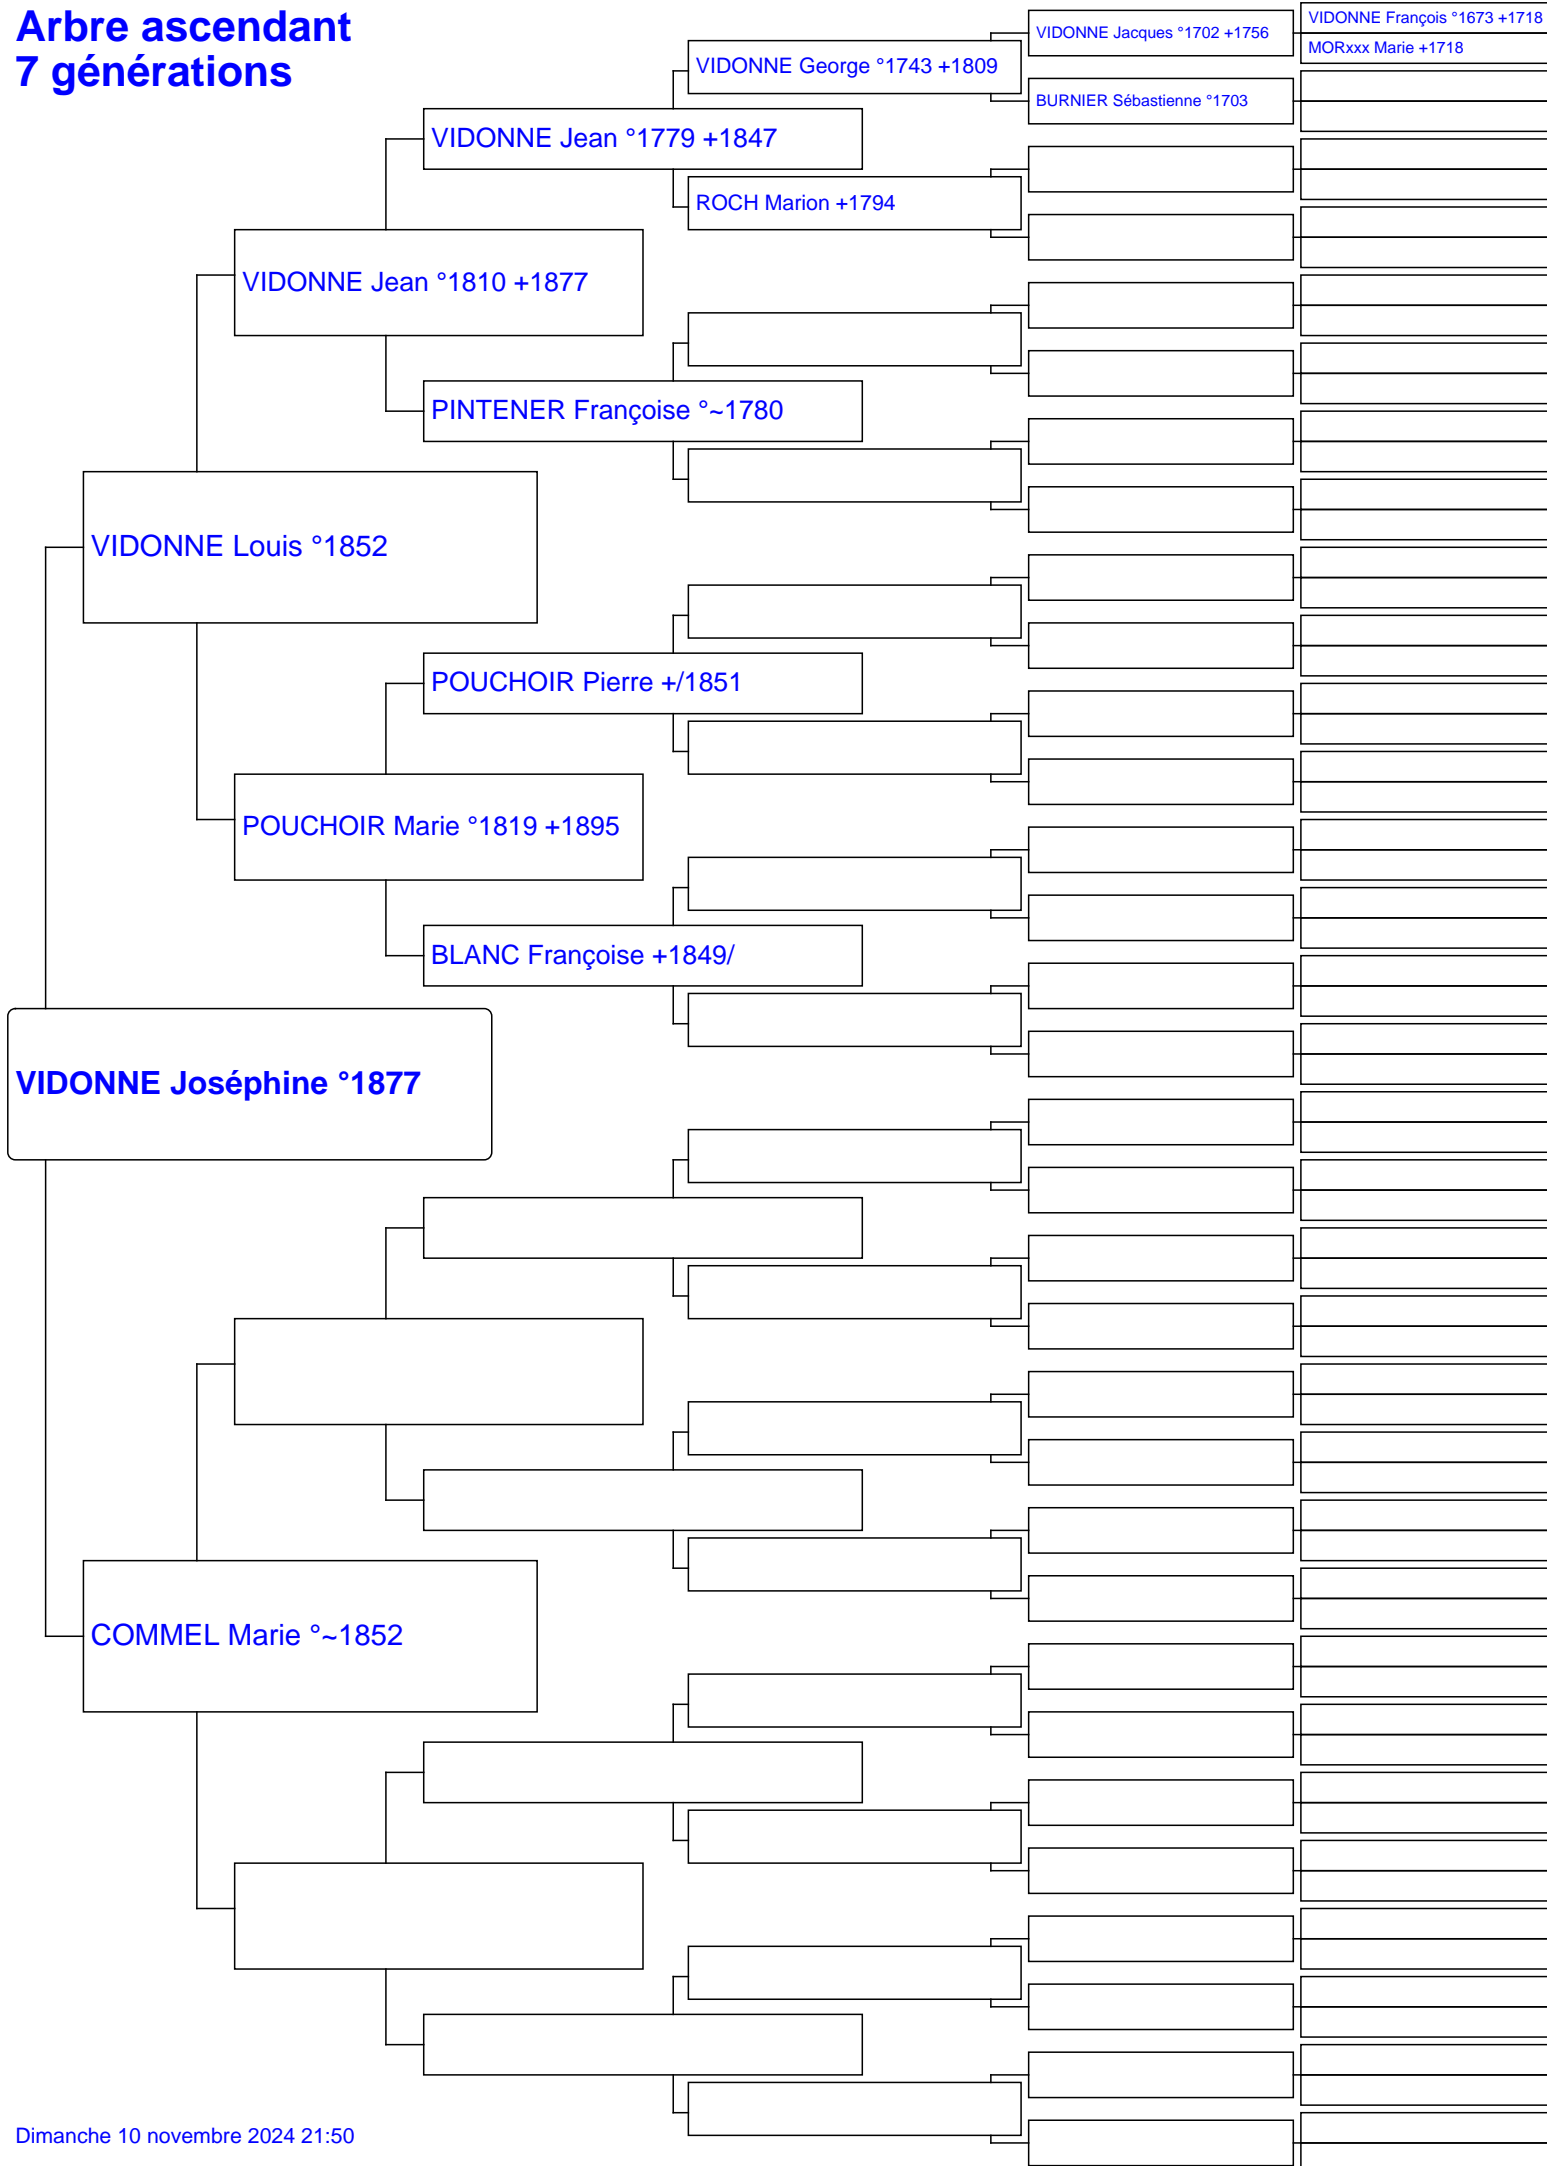 Arbre ascendant
7 générations
VIDONNE François °1673 +1718
VIDONNE Jacques °1702 +1756
MORxxx Marie +1718
VIDONNE George °1743 +1809
BURNIER Sébastienne °1703
VIDONNE Jean °1779 +1847
ROCH Marion +1794
VIDONNE Jean °1810 +1877
PINTENER Françoise °~1780
VIDONNE Louis °1852
POUCHOIR Pierre +/1851
POUCHOIR Marie °1819 +1895
BLANC Françoise +1849/
VIDONNE Joséphine °1877
COMMEL Marie °~1852
Dimanche 10 novembre 2024 21:50